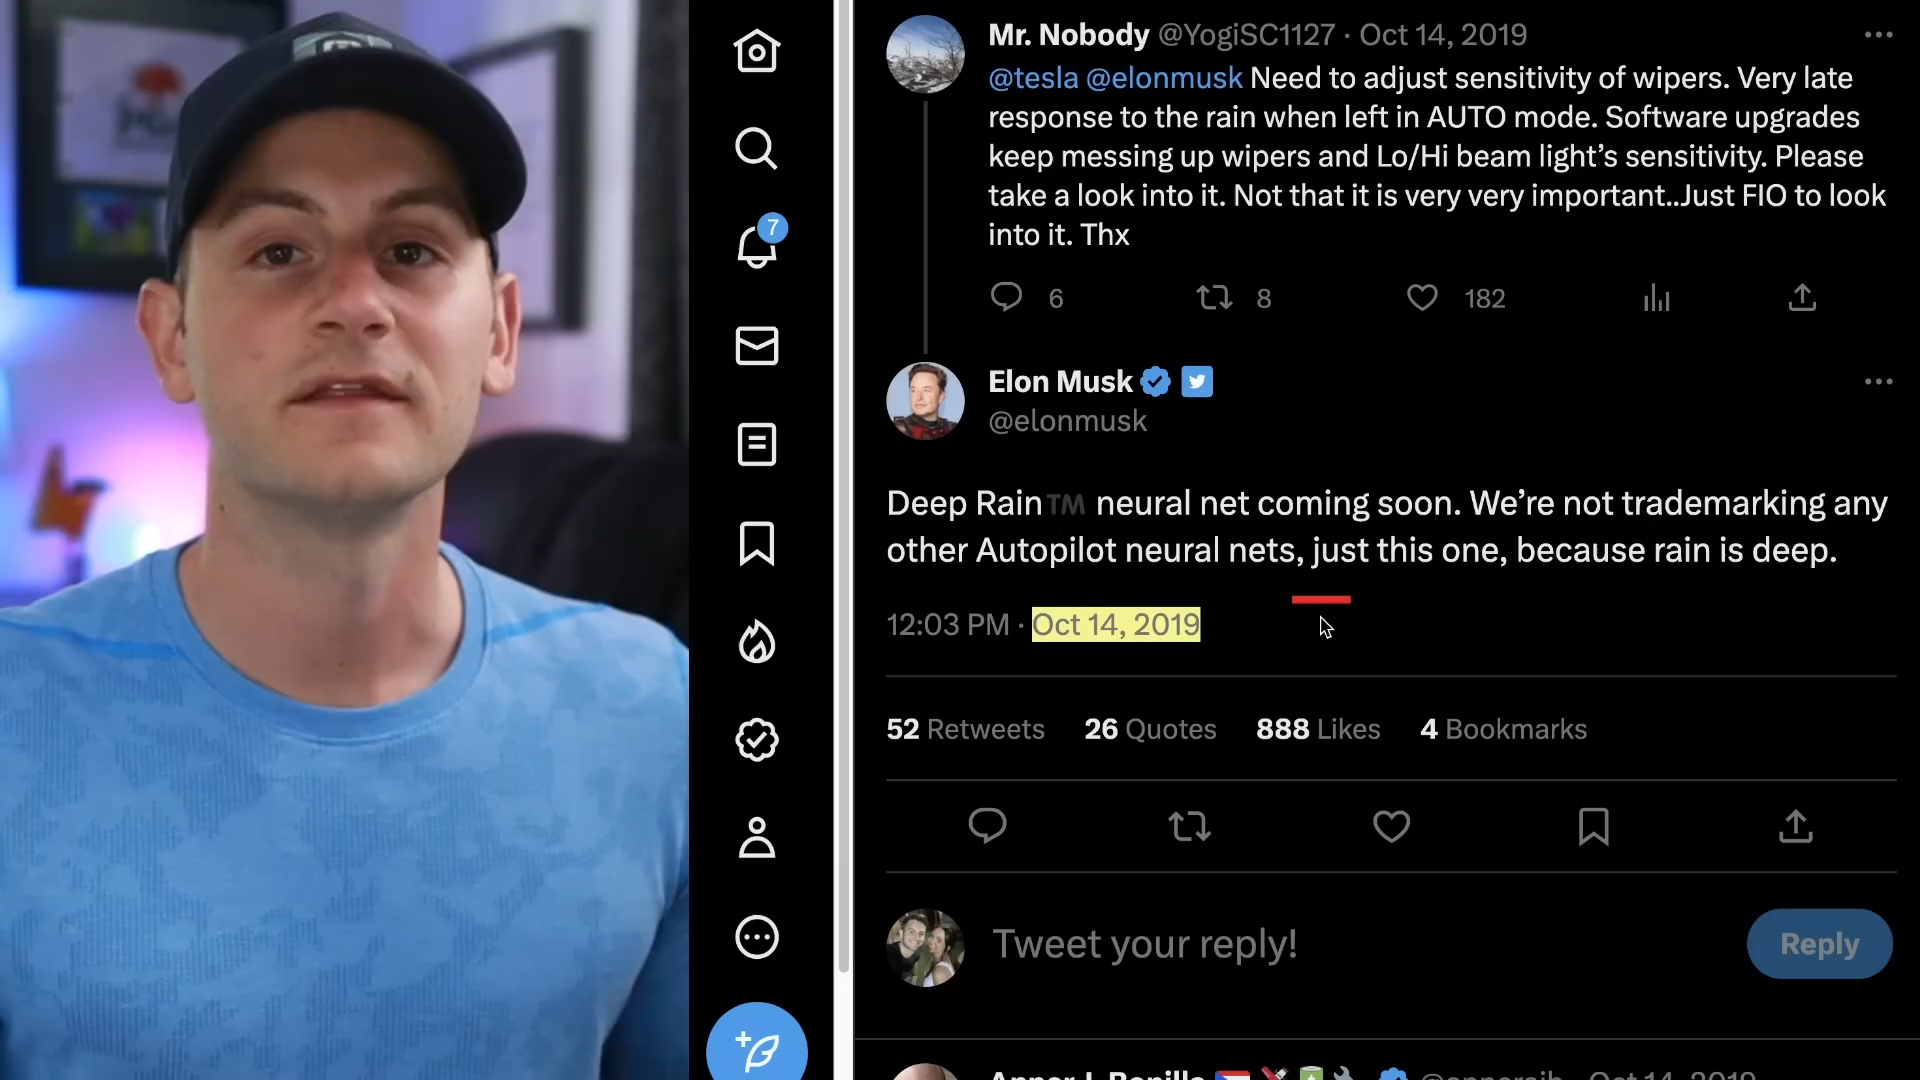 Mr. Nobody @YogiSC1127 · Oct 14, 2019
@tesla @elonmusk Need to adjust sensitivity of wipers. Very late
response to the rain when left in AUTO mode. Software upgrades
keep messing up wipers and Lo/Hi beam light’s sensitivity. Please
take a look into it. Not that it is very very important..Just FIO to look
into it. Thx
6 8 182
7
Elon Musk
@elonmusk
Deep Rain™ neural net coming soon. We’re not trademarking any
other Autopilot neural nets, just this one, because rain is deep.
12:03 PM · Oct 14, 2019
52 Retweets 26 Quotes 888 Likes 4 Bookmarks
Tweet your reply!
Reply